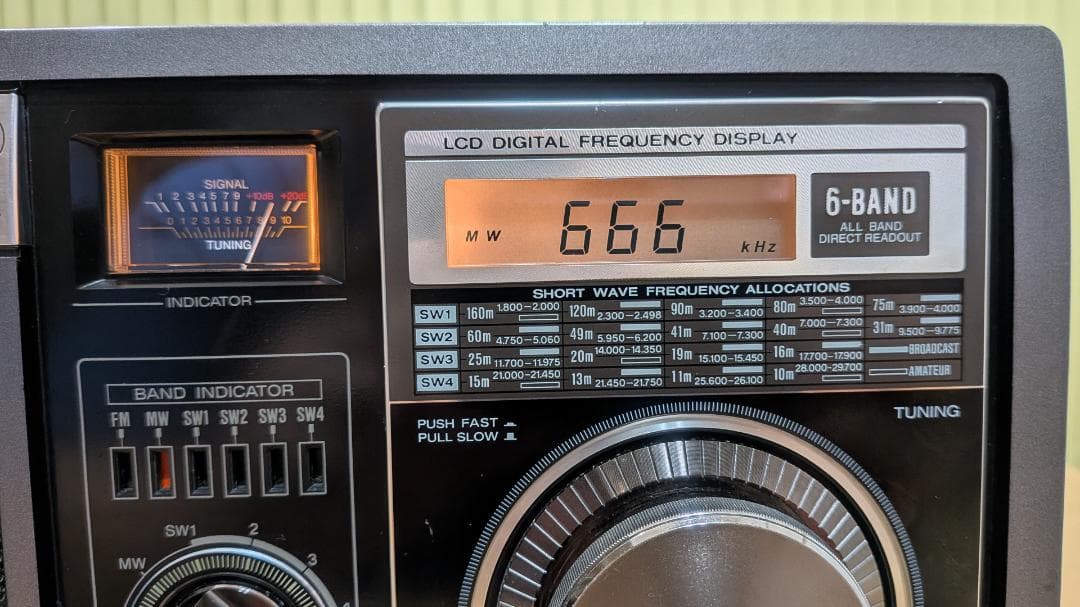 LCD DIGITAL FREQUENCY DISPLAY
SIGNAL
1 2 3 4 5 7 9 +10dB +20dB
0 1 2 3 4 5 6 7 8 9 10
TUNING
INDICATOR
MW 666 kHz
6-BAND
ALL BAND
DIRECT READOUT
SHORT WAVE FREQUENCY ALLOCATIONS
SW1 160m 1.800–2.000 120m 2.300–2.498 90m 3.200–3.400 80m 3.500–4.000 75m 3.900–4.000
SW2 60m 4.750–5.060 49m 5.950–6.200 41m 7.100–7.300 40m 7.000–7.300 31m 9.500–9.775
SW3 25m 11.700–11.975 20m 14.000–14.350 19m 15.100–15.450 16m 17.700–17.900 BROADCAST
SW4 15m 21.000–21.450 13m 21.450–21.750 11m 25.600–26.100 10m 28.000–29.700 AMATEUR
BAND INDICATOR
FM MW SW1 SW2 SW3 SW4
PUSH FAST
PULL SLOW
TUNING
MW SW1 2 3